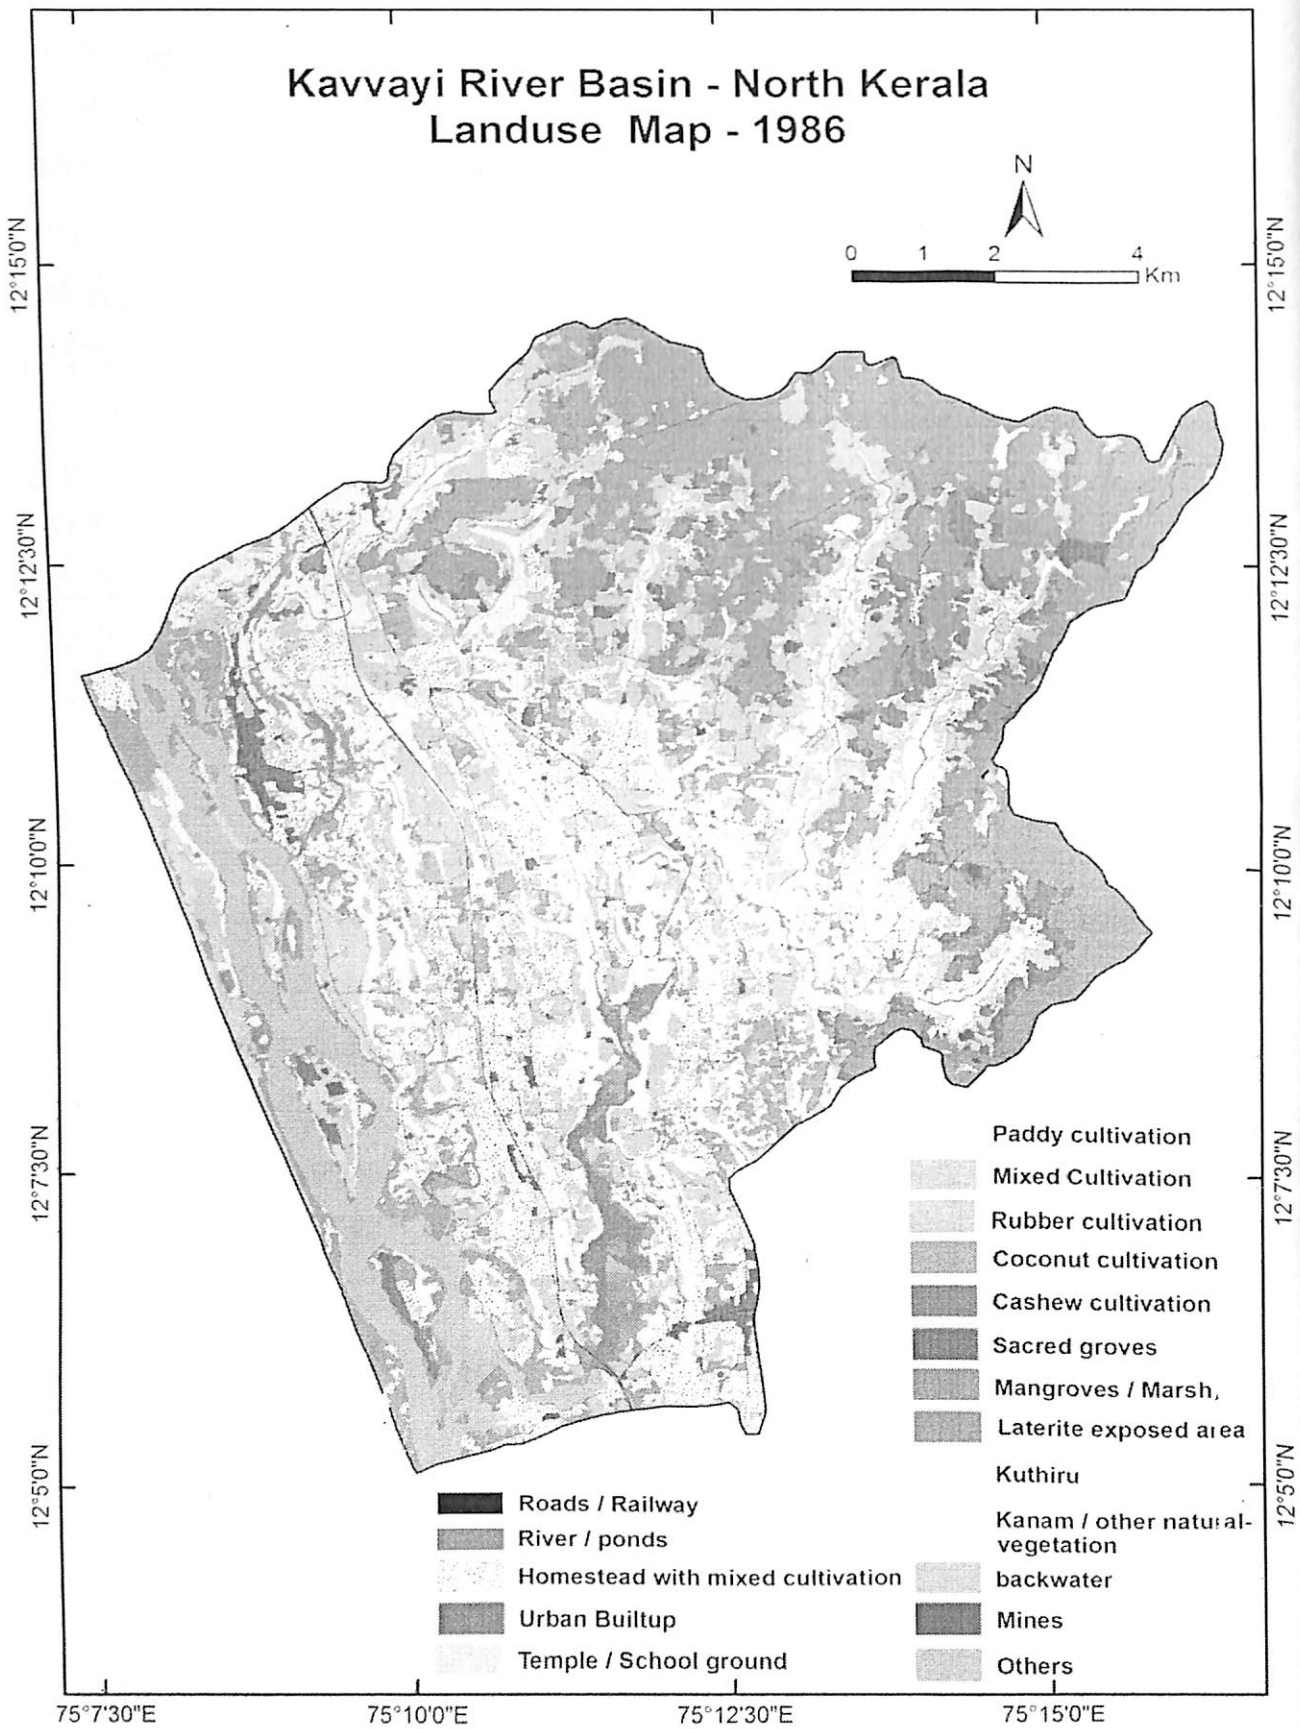 Kavvayi River Basin - North Kerala
Landuse Map - 1986
N
0 1 2 4
Km
12°15'0"N
12°15'0"N
12°12'30"N
12°12'30"N
12°10'0"N
12°10'0"N
12°7'30"N
12°7'30"N
12°5'0"N
12°5'0"N
Paddy cultivation
Mixed Cultivation
Rubber cultivation
Coconut cultivation
Cashew cultivation
Sacred groves
Mangroves / Marsh,
Laterite exposed area
Kuthiru
Kanam / other natural-
vegetation
backwater
Mines
Others
Roads / Railway
River / ponds
Homestead with mixed cultivation
Urban Builtup
Temple / School ground
75°7'30"E
75°10'0"E
75°12'30"E
75°15'0"E